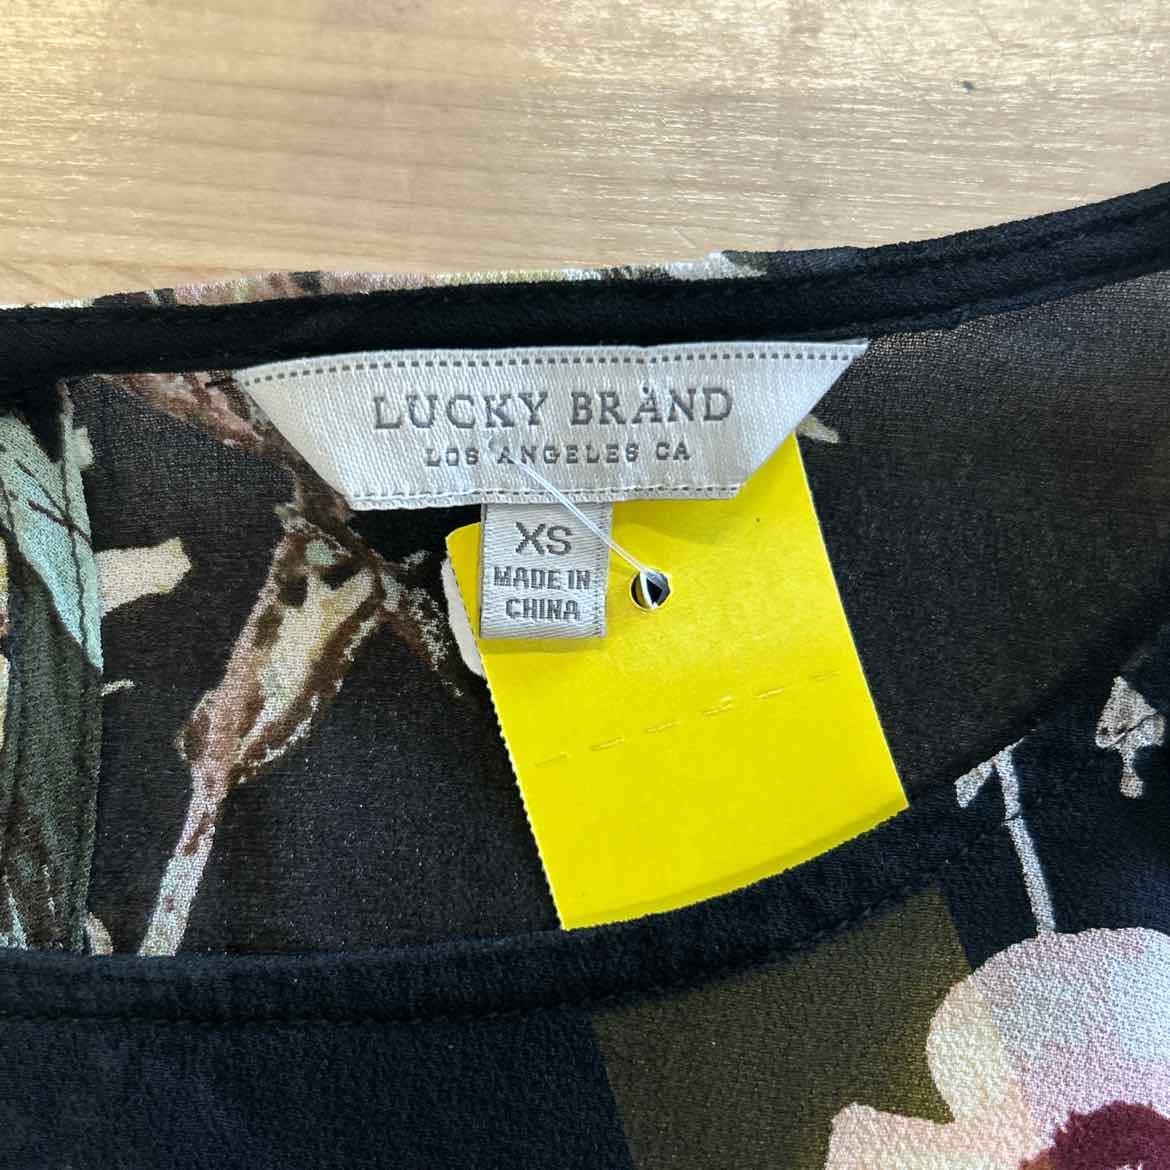 LUCKY BRAND
LOS ANGELES CA
XS
MADE IN
CHINA